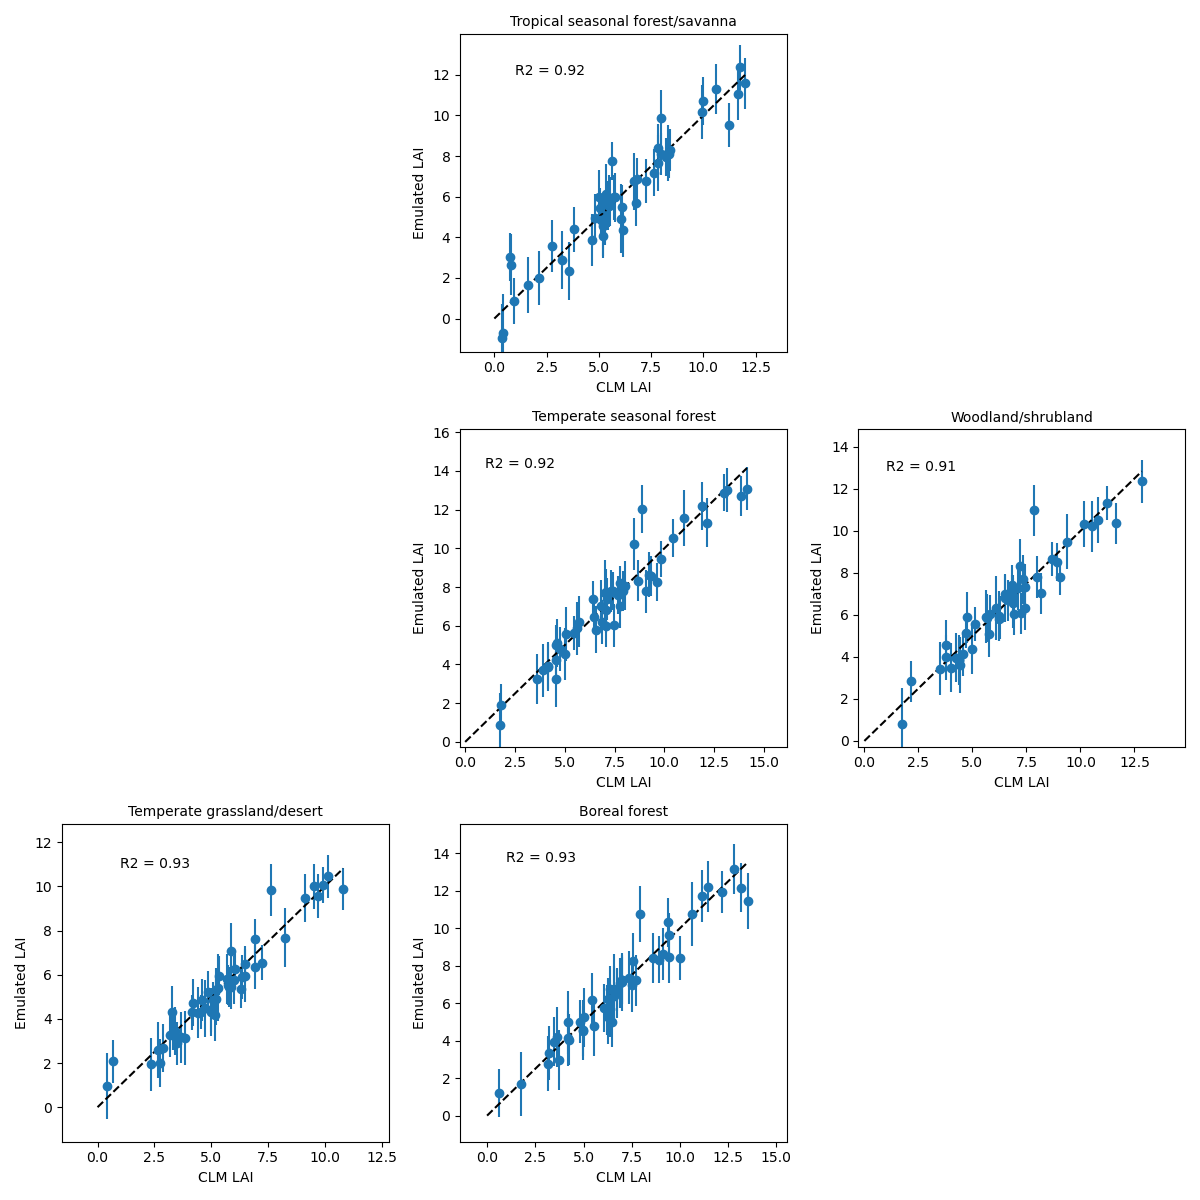 Tropical seasonal forest/savanna
R2 = 0.92
12
10
8
6
4
2
0
Emulated LAI
0.0 2.5 5.0 7.5 10.0 12.5
CLM LAI
Temperate seasonal forest
R2 = 0.92
16
14
12
10
8
6
4
2
0
Emulated LAI
0.0 2.5 5.0 7.5 10.0 12.5 15.0
CLM LAI
Woodland/shrubland
R2 = 0.91
14
12
10
8
6
4
2
0
Emulated LAI
0.0 2.5 5.0 7.5 10.0 12.5
CLM LAI
Temperate grassland/desert
R2 = 0.93
12
10
8
6
4
2
0
Emulated LAI
0.0 2.5 5.0 7.5 10.0 12.5
CLM LAI
Boreal forest
R2 = 0.93
14
12
10
8
6
4
2
0
Emulated LAI
0.0 2.5 5.0 7.5 10.0 12.5 15.0
CLM LAI